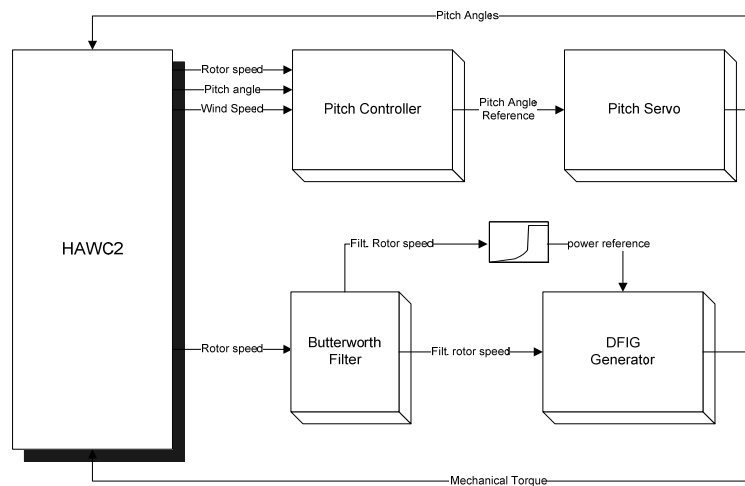 Pitch Angles
Rotor speed
Pitch angle
Wind Speed
Pitch Controller
Pitch Angle
Reference
Pitch Servo
HAWC2
Filt. Rotor speed
power reference
Rotor speed
Butterworth
Filter
Filt. rotor speed
DFIG
Generator
Mechanical Torque